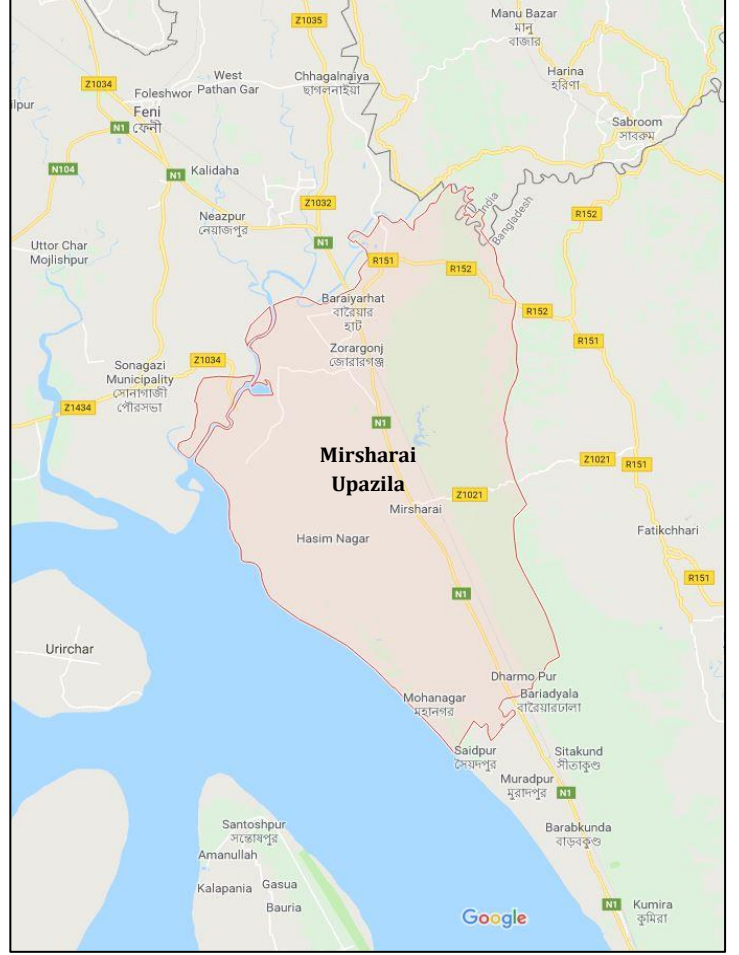 Manu Bazar
মানু
বাজার
Z1035
West
Pathan Gar
Chhagalnaiya
ছাগলনাইয়া
Harina
হরিণা
Z1034
Foleshwor
ilpur
Feni
ফেনী
N1
Sabroom
সাবরুম
N104
N1
Kalidaha
Z1032
India
Bangladesh
Neazpur
নেয়াজপুর
R152
N1
Uttor Char
Mojlishpur
R151
R152
Baraiyarhat
বারৈয়ার
হাট
R152
Zorargonj
জোরারগঞ্জ
R151
Z1034
Sonagazi
Municipality
সোনাগাজী
পৌরসভা
Z1434
N1
Mirsharai
Upazila
Z1021
R151
Z1021
Mirsharai
Hasim Nagar
Fatikchhari
R151
N1
Urirchar
Dharmo Pur
Mohanagar
মহানগর
Bariadyala
বারৈয়ারঢালা
Saidpur
সৈয়দপুর
Sitakund
সীতাকুণ্ড
Muradpur
মুরাদপুর
N1
Santoshpur
সন্তোষপুর
Barabkunda
বাড়বকুণ্ড
Amanullah
Kalapania
Gasua
Bauria
Google
N1
Kumira
কুমিরা